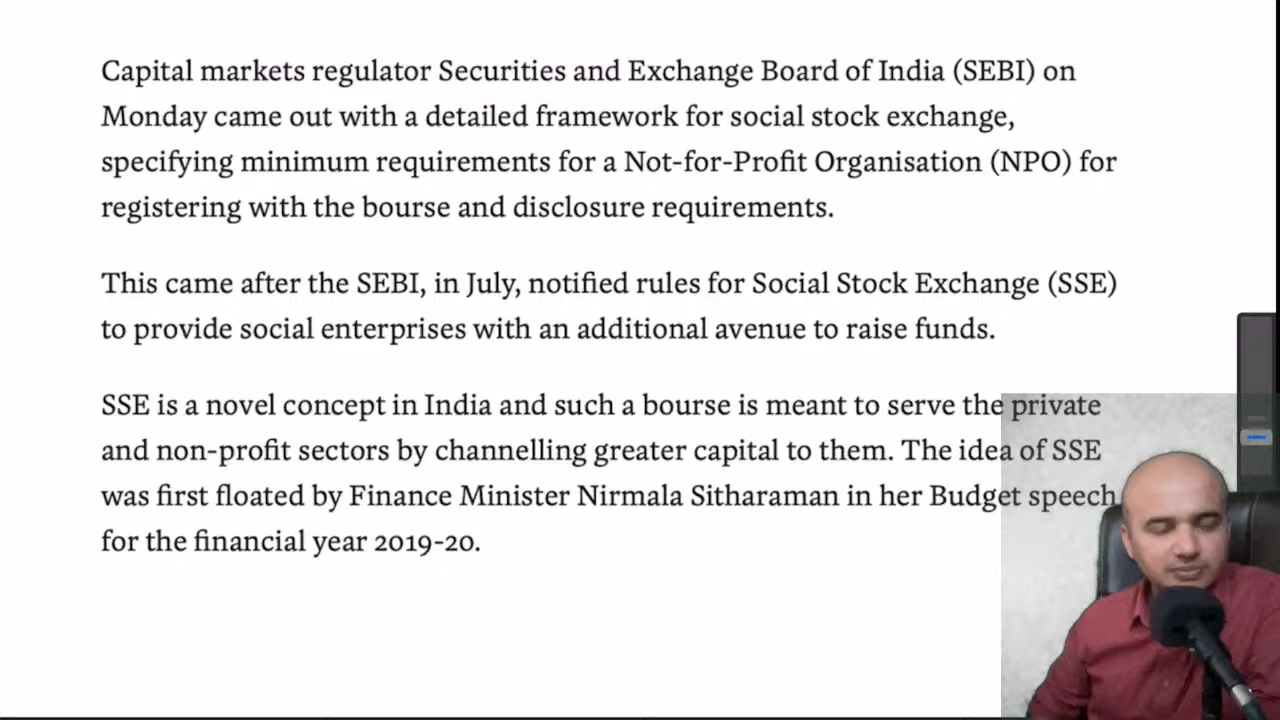 Capital markets regulator Securities and Exchange Board of India (SEBI) on
Monday came out with a detailed framework for social stock exchange,
specifying minimum requirements for a Not-for-Profit Organisation (NPO) for
registering with the bourse and disclosure requirements.
This came after the SEBI, in July, notified rules for Social Stock Exchange (SSE)
to provide social enterprises with an additional avenue to raise funds.
SSE is a novel concept in India and such a bourse is meant to serve the private
and non-profit sectors by channelling greater capital to them. The idea of SSE
was first floated by Finance Minister Nirmala Sitharaman in her Budget speech
for the financial year 2019-20.